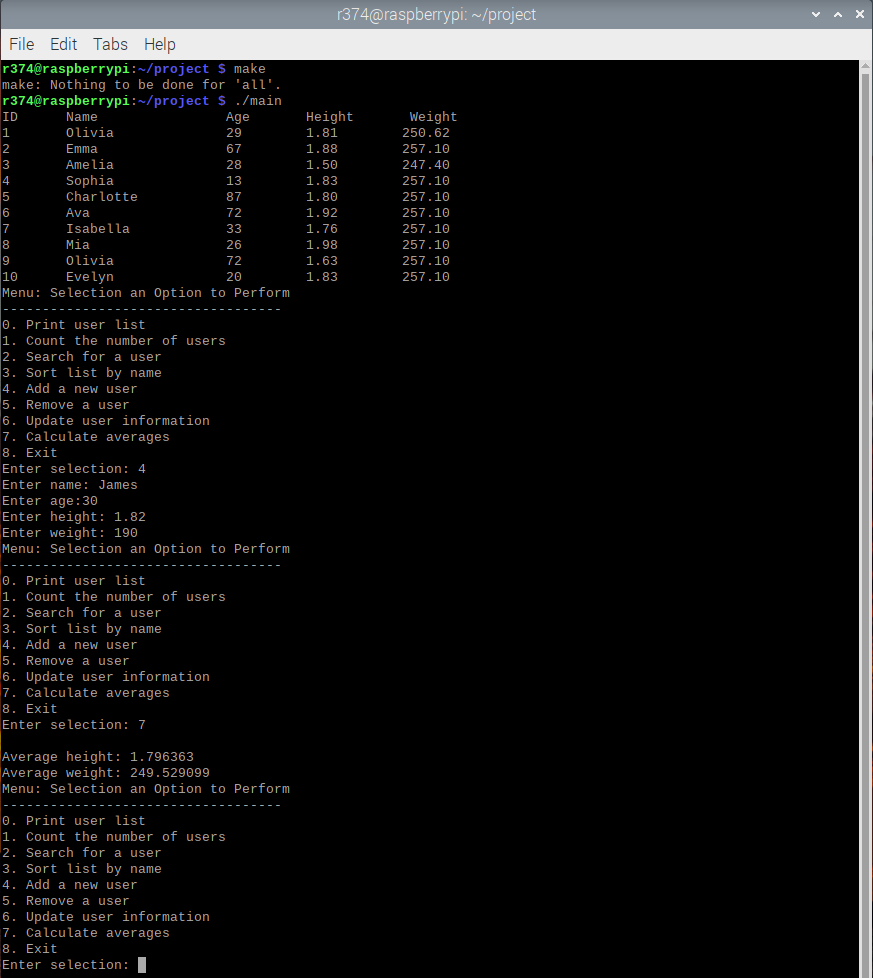 r374@raspberrypi: ~/project
File Edit Tabs Help
r374@raspberrypi:~/project $ make
make: Nothing to be done for 'all'.
r374@raspberrypi:~/project $ ./main
ID Name Age Height Weight
1 Olivia 29 1.81 250.62
2 Emma 67 1.88 257.10
3 Amelia 28 1.50 247.40
4 Sophia 13 1.83 257.10
5 Charlotte 87 1.80 257.10
6 Ava 72 1.92 257.10
7 Isabella 33 1.76 257.10
8 Mia 26 1.98 257.10
9 Olivia 72 1.63 257.10
10 Evelyn 20 1.83 257.10
Menu: Selection an Option to Perform
-----------------------------------
0. Print user list
1. Count the number of users
2. Search for a user
3. Sort list by name
4. Add a new user
5. Remove a user
6. Update user information
7. Calculate averages
8. Exit
Enter selection: 4
Enter name: James
Enter age:30
Enter height: 1.82
Enter weight: 190
Menu: Selection an Option to Perform
-----------------------------------
0. Print user list
1. Count the number of users
2. Search for a user
3. Sort list by name
4. Add a new user
5. Remove a user
6. Update user information
7. Calculate averages
8. Exit
Enter selection: 7
Average height: 1.796363
Average weight: 249.529099
Menu: Selection an Option to Perform
-----------------------------------
0. Print user list
1. Count the number of users
2. Search for a user
3. Sort list by name
4. Add a new user
5. Remove a user
6. Update user information
7. Calculate averages
8. Exit
Enter selection: